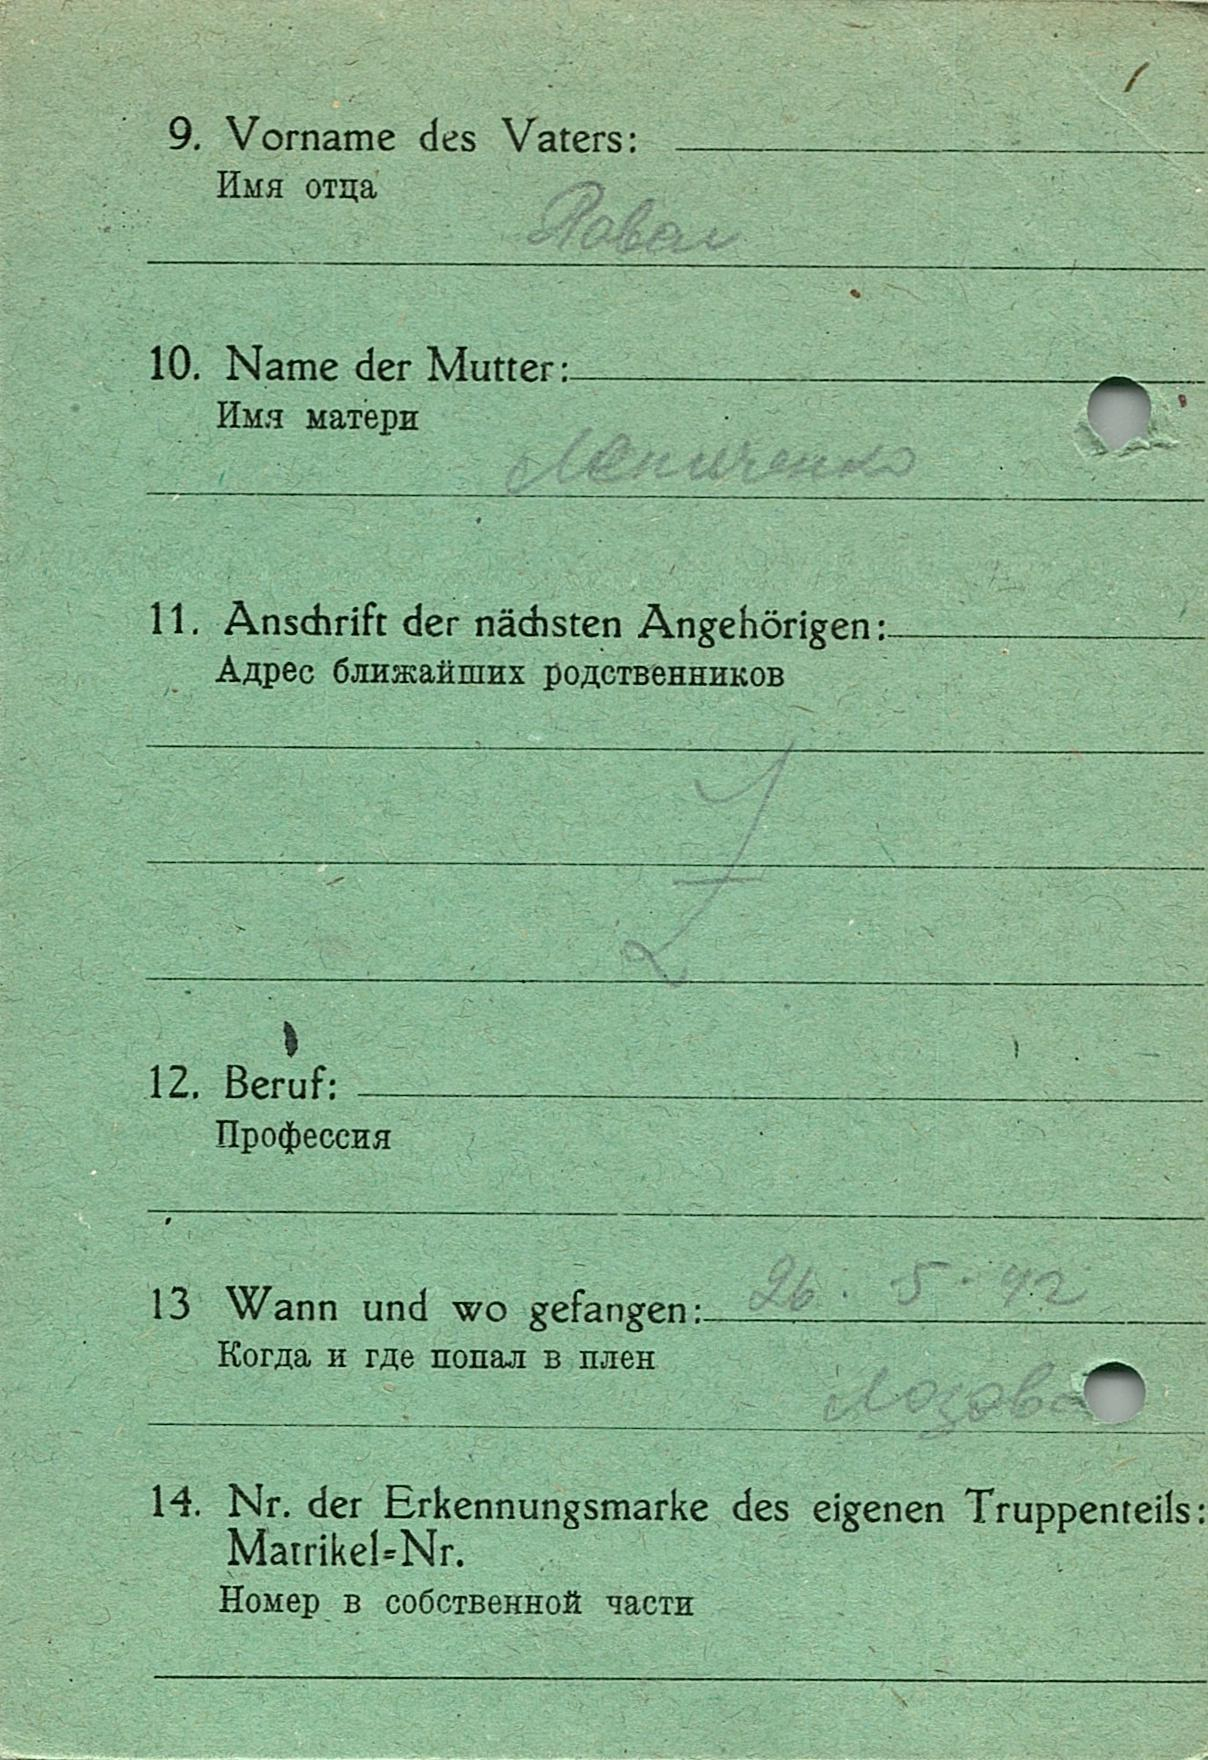 9. Vorname des Vaters:
Имя отца
Павел
10. Name der Mutter:
Имя матери
11. Anschrift der nächsten Angehörigen:
Адрес ближайших родственников
12. Beruf:
Профессия
13 Wann und wo gefangen: 26. 5. 42
Когда и где попал в плен
Лозова
14. Nr. der Erkennungsmarke des eigenen Truppenteils:
Matrikel=Nr.
Номер в собственной части